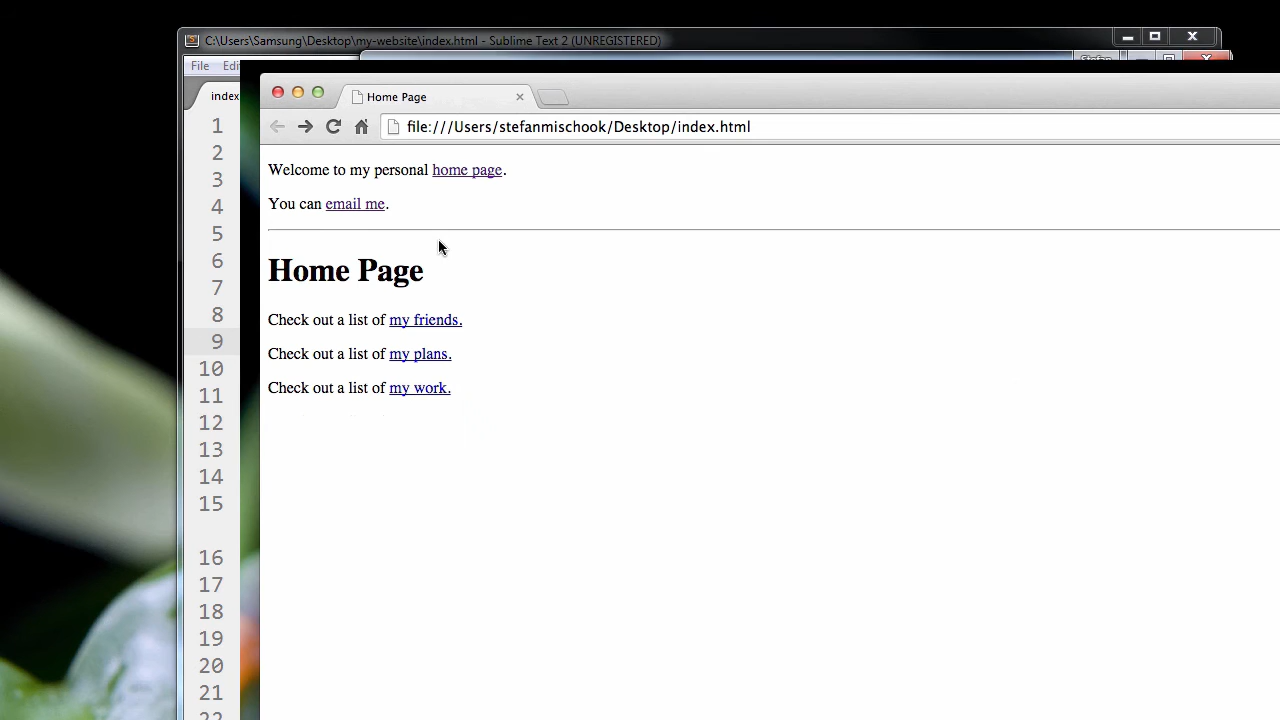 C:\Users\Samsung\Desktop\my-website\index.html - Sublime Text 2 (UNREGISTERED)
Stefan
File
index
Home Page
file:///Users/stefanmischook/Desktop/index.html
1
2
3
4
5
6
7
8
9
10
11
12
13
14
15
16
17
18
19
20
21
22
Welcome to my personal home page.
You can email me.
Home Page
Check out a list of my friends.
Check out a list of my plans.
Check out a list of my work.